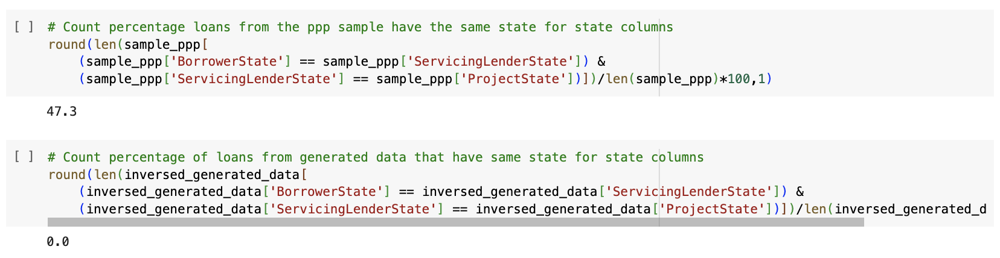 [ ] # Count percentage loans from the ppp sample have the same state for state columns
round(len(sample_ppp[
(sample_ppp['BorrowerState'] == sample_ppp['ServicingLenderState']) &
(sample_ppp['ServicingLenderState'] == sample_ppp['ProjectState'])])/len(sample_ppp)*100,1)
47.3
[ ] # Count percentage of loans from generated data that have same state for state columns
round(len(inversed_generated_data[
(inversed_generated_data['BorrowerState'] == inversed_generated_data['ServicingLenderState']) &
(inversed_generated_data['ServicingLenderState'] == inversed_generated_data['ProjectState'])])/len(inversed_generated_d
0.0